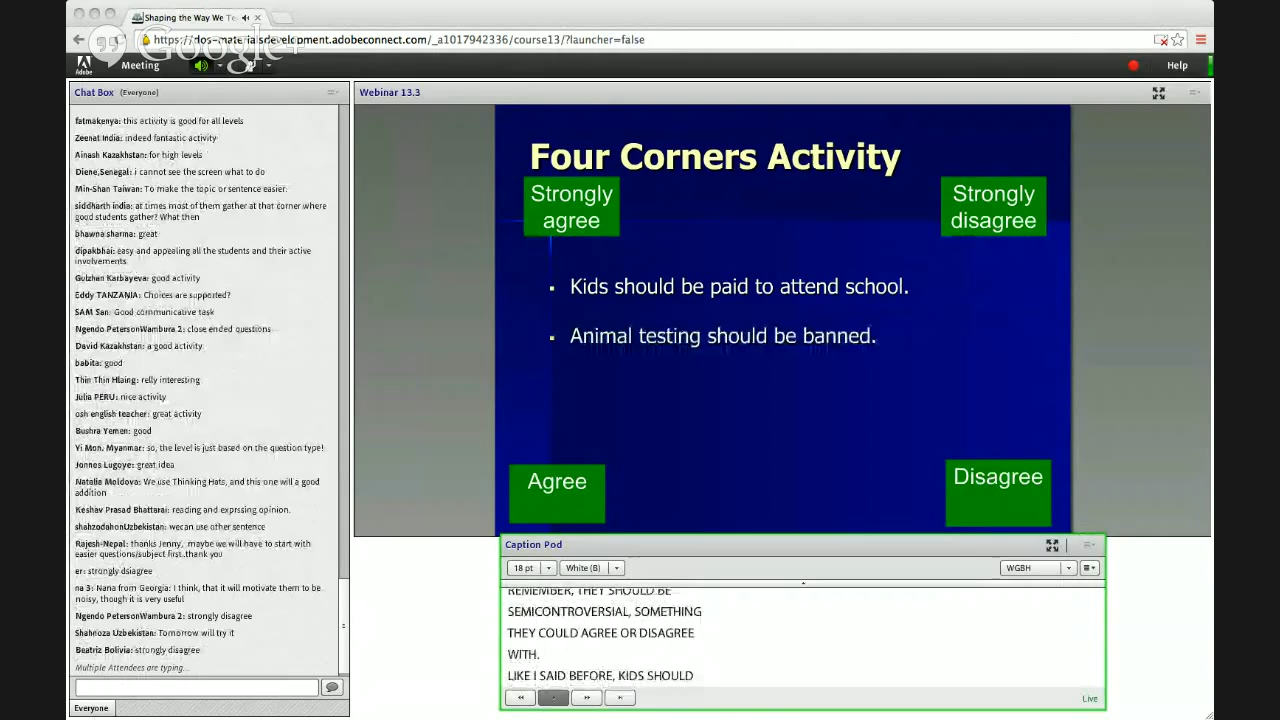 Shaping the Way We Te
Google+
https://dos-materialsdevelopment.adobeconnect.com/_a1017942336/course13/?launcher=false
Adobe
Meeting
Help
Chat Box (Everyone)
fatmakenya: this activity is good for all levels
Zeenat India: indeed fantastic activity
Ainash Kazakhstan: for high levels
Diene,Senegal: i cannot see the screen what to do
Min-Shan Taiwan: To make the topic or sentence easier.
siddharth india: at times most of them gather at that corner where
good students gather? What then
bhawna sharma: great
dipakbhai: easy and appealing all the students and their active
involvements
Gulzhan Karbayeva: good activity
Eddy TANZANIA: Choices are supported?
SAM San: Good communicative task
Ngendo PetersonWambura 2: close ended questions
David Kazakhstan: a good activity.
babita: good
Thin Thin Hlaing: relly interesting
Julia PERU: nice activity
osh english teacher: great activity
Bushra Yemen: good
Yi Mon, Myanmar: so, the level is just based on the question type!
Jonnes Lugoye: great idea
Natalia Moldova: We use Thinking Hats, and this one will a good
addition
Keshav Prasad Bhattarai: reading and exprssing opinion.
shahzodahonUzbekistan: wecan use other sentence
Rajesh-Nepal: thanks Jenny, maybe we will have to start with
easier questions/subject first.thank you
er: strongly dsiagree
na 3: Nana from Georgia: I think, that it will motivate them to be
noisy, though it is very useful
Ngendo PetersonWambura 2: strongly disagree
Shahnoza Uzbekistan: Tomorrow will try it
Beatriz Bolivia: strongly disagree
Multiple Attendees are typing...
Everyone
Webinar 13.3
Four Corners Activity
Strongly
agree
Strongly
disagree
Kids should be paid to attend school.
Animal testing should be banned.
Agree
Disagree
Caption Pod
18 pt
White (B)
WGBH
REMEMBER, THEY SHOULD BE
SEMICONTROVERSIAL, SOMETHING
THEY COULD AGREE OR DISAGREE
WITH.
LIKE I SAID BEFORE, KIDS SHOULD
Live